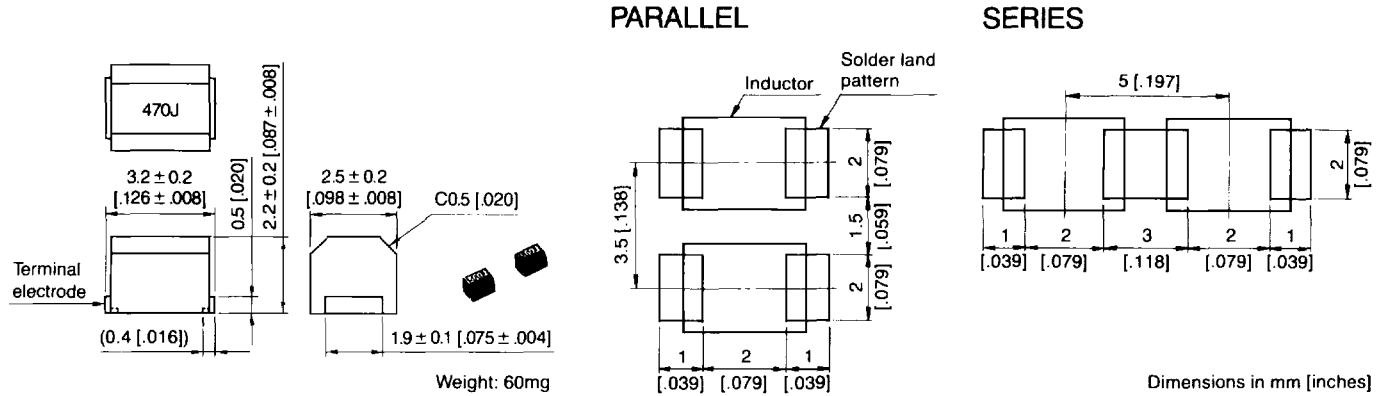 PARALLEL
SERIES
470J
3.2 ± 0.2
[.126 ± .008]
0.5 [.020]
2.2 ± 0.2 [.087 ± .008]
Terminal
electrode
(0.4 [.016])
2.5 ± 0.2
[.098 ± .008]
C0.5 [.020]
1.9 ± 0.1 [.075 ± .004]
Weight: 60mg
Inductor
Solder land
pattern
3.5 [.138]
2
[.079]
1.5
[.059]
2
[.079]
1
2
1
[.039]
[.079]
[.039]
5 [.197]
2
[.079]
1
2
3
2
1
[.039]
[.079]
[.118]
[.079]
[.039]
Dimensions in mm [inches]